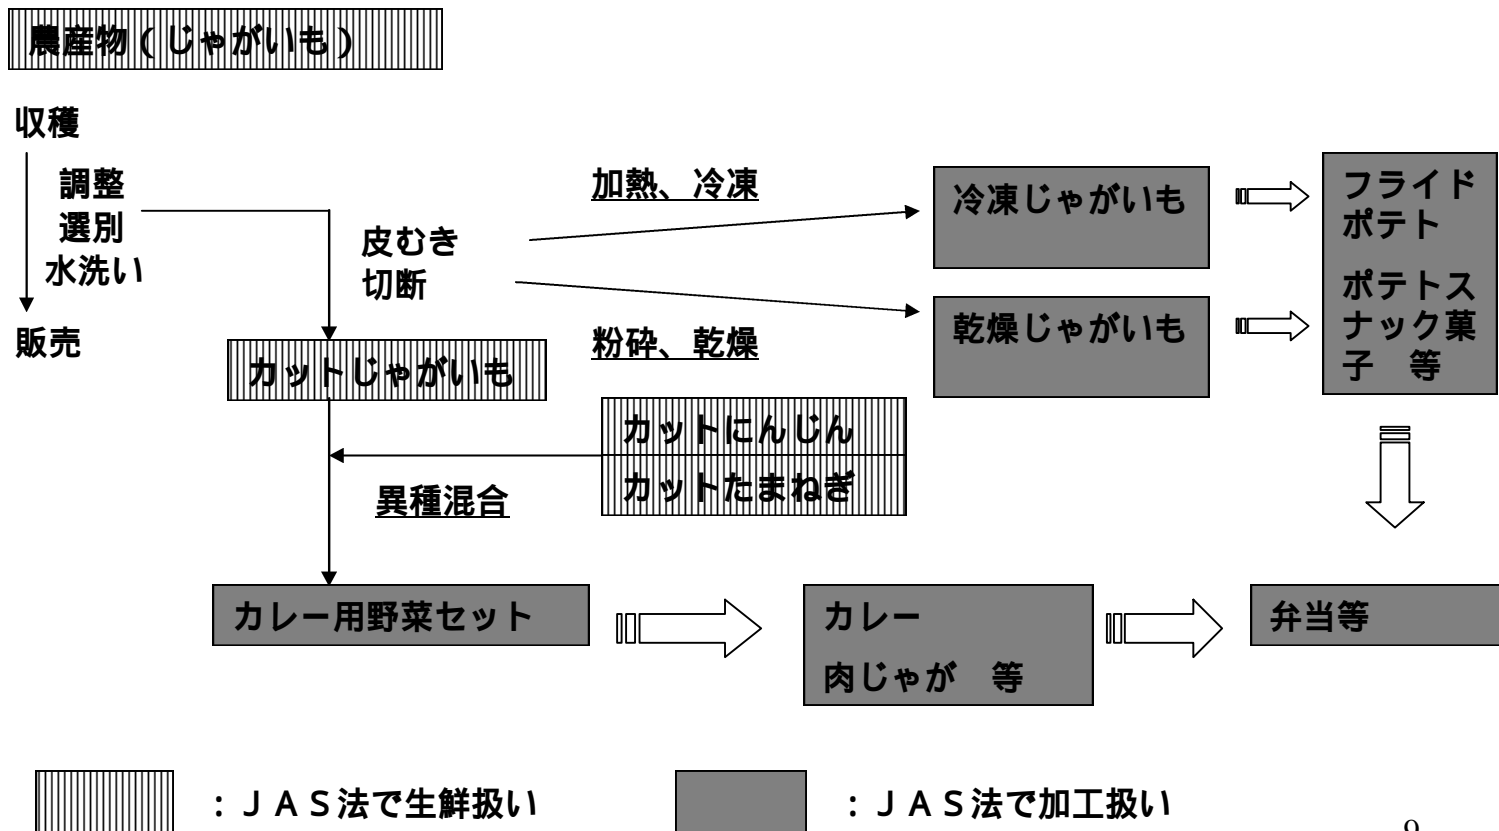 農産物（じゃがいも）
収穫
調整
選別
水洗い
販売
皮むき
切断
加熱、冷凍
粉砕、乾燥
冷凍じゃがいも
乾燥じゃがいも
フライド
ポテト
ポテトス
ナック菓
子　等
カットじゃがいも
カットにんじん
カットたまねぎ
異種混合
カレー用野菜セット
カレー
肉じゃが　等
弁当等
：ＪＡＳ法で生鮮扱い
：ＪＡＳ法で加工扱い